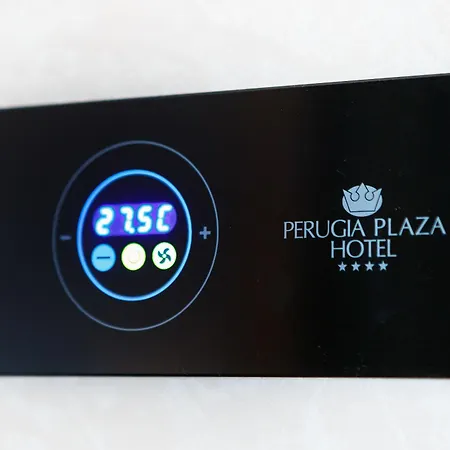 27.5C
- +
PERUGIA PLAZA
HOTEL
★★★★